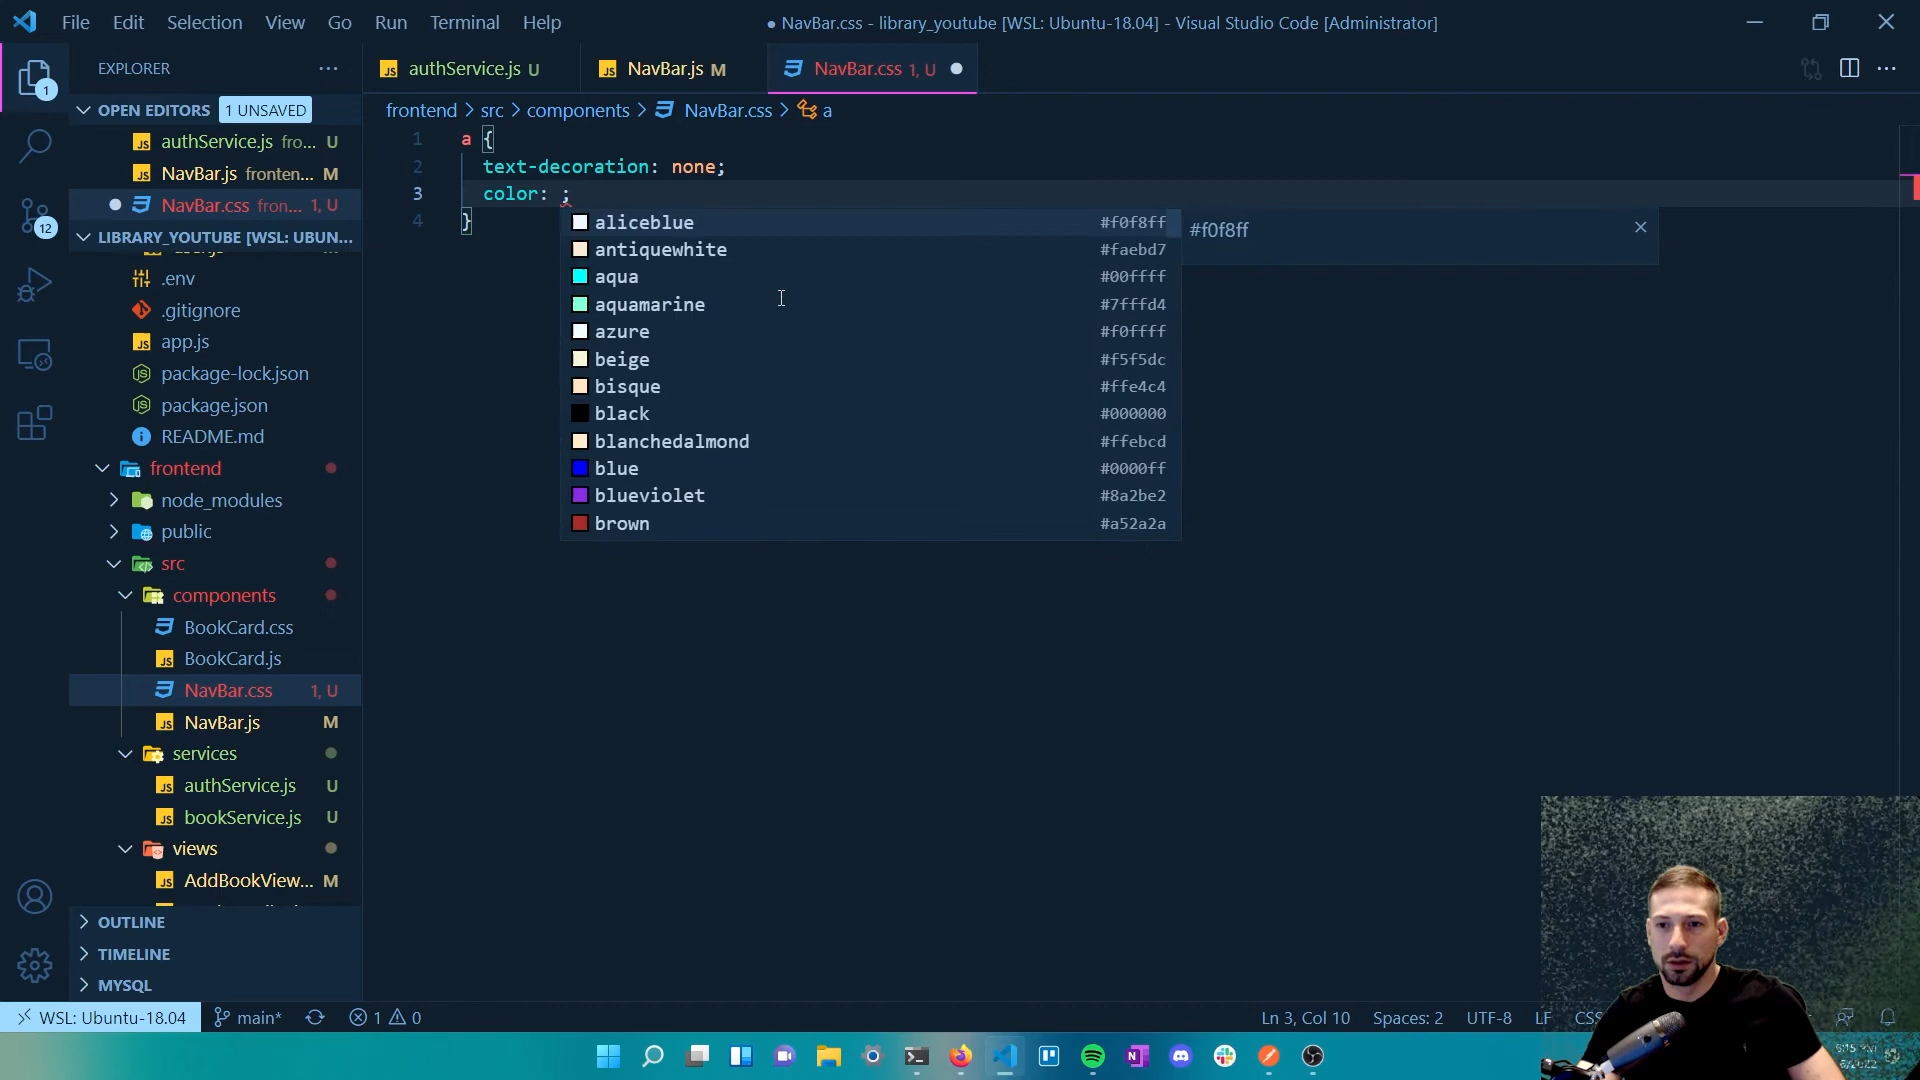 File Edit Selection View Go Run Terminal Help
● NavBar.css - library_youtube [WSL: Ubuntu-18.04] - Visual Studio Code [Administrator]
EXPLORER
authService.js U
NavBar.js M
NavBar.css 1, U
OPEN EDITORS 1 UNSAVED
authService.js fro... U
NavBar.js fronten... M
NavBar.css fron... 1, U
LIBRARY_YOUTUBE [WSL: UBUN...
.env
.gitignore
app.js
package-lock.json
package.json
README.md
frontend
node_modules
public
src
components
BookCard.css
BookCard.js
NavBar.css 1, U
NavBar.js M
services
authService.js U
bookService.js U
views
AddBookView... M
OUTLINE
TIMELINE
MYSQL
1
12
frontend > src > components > NavBar.css > a
1 a {
2 text-decoration: none;
3 color: ;
4 }
aliceblue #f0f8ff
antiquewhite #faebd7
aqua #00ffff
aquamarine #7fffd4
azure #f0ffff
beige #f5f5dc
bisque #ffe4c4
black #000000
blanchedalmond #ffebcd
blue #0000ff
blueviolet #8a2be2
brown #a52a2a
#f0f8ff
WSL: Ubuntu-18.04 main* 1 0
Ln 3, Col 10 Spaces: 2 UTF-8 LF CSS